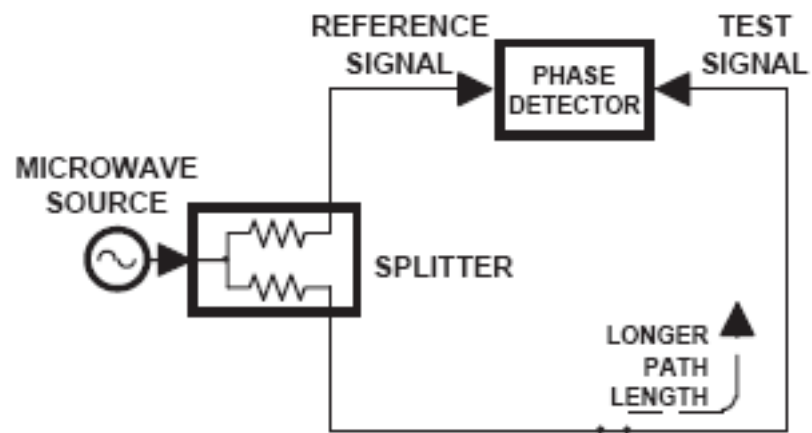 REFERENCE
SIGNAL
PHASE
DETECTOR
TEST
SIGNAL
MICROWAVE
SOURCE
SPLITTER
LONGER
PATH
LENGTH